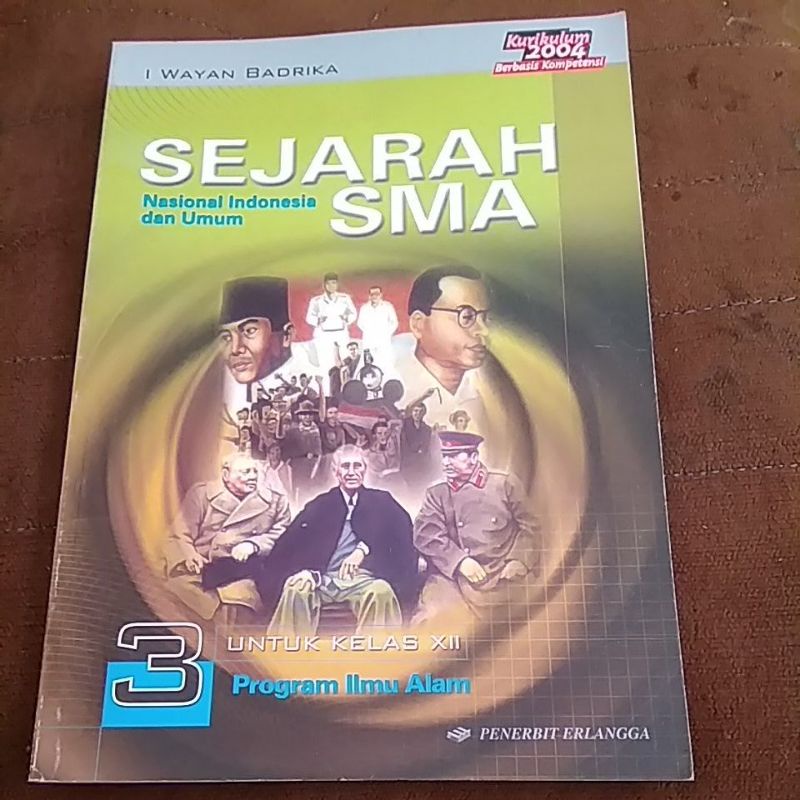 I WAYAN BADRIKA
Kurikulum
2004
Berbasis Kompetensi
SEJARAH
Nasional Indonesia
dan Umum
SMA
3
UNTUK KELAS XII
Program Ilmu Alam
PENERBIT ERLANGGA